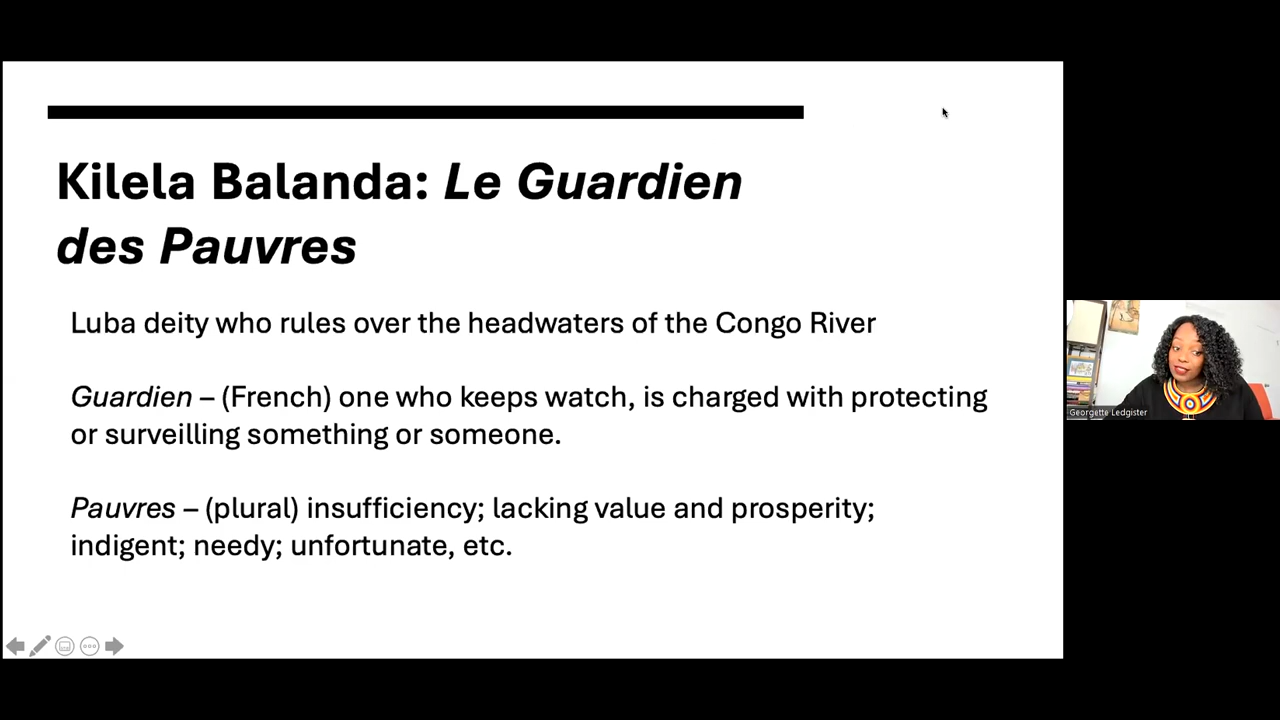 Kilela Balanda: Le Guardien
des Pauvres
Luba deity who rules over the headwaters of the Congo River
Guardien – (French) one who keeps watch, is charged with protecting
or surveilling something or someone.
Pauvres – (plural) insufficiency; lacking value and prosperity;
indigent; needy; unfortunate, etc.
Georgette Ledgister